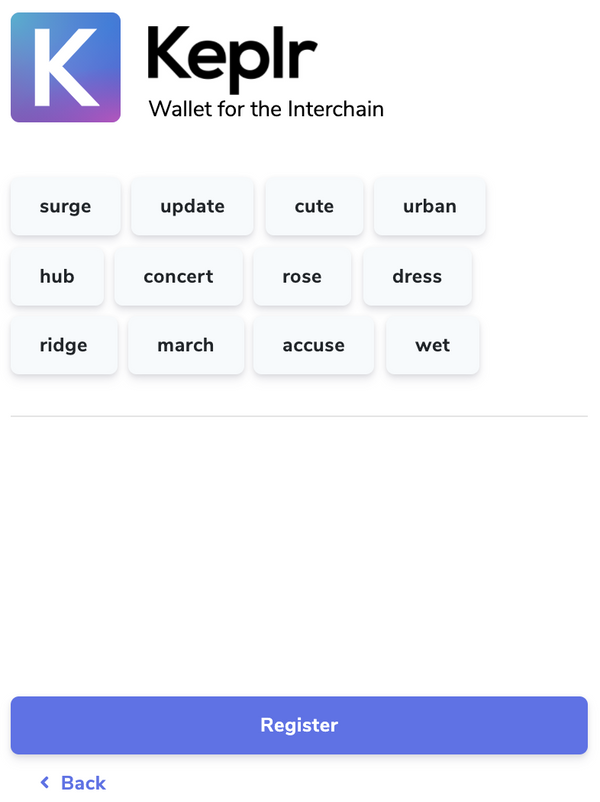 K Keplr
Wallet for the Interchain
surge update cute urban
hub concert rose dress
ridge march accuse wet
Register
Back